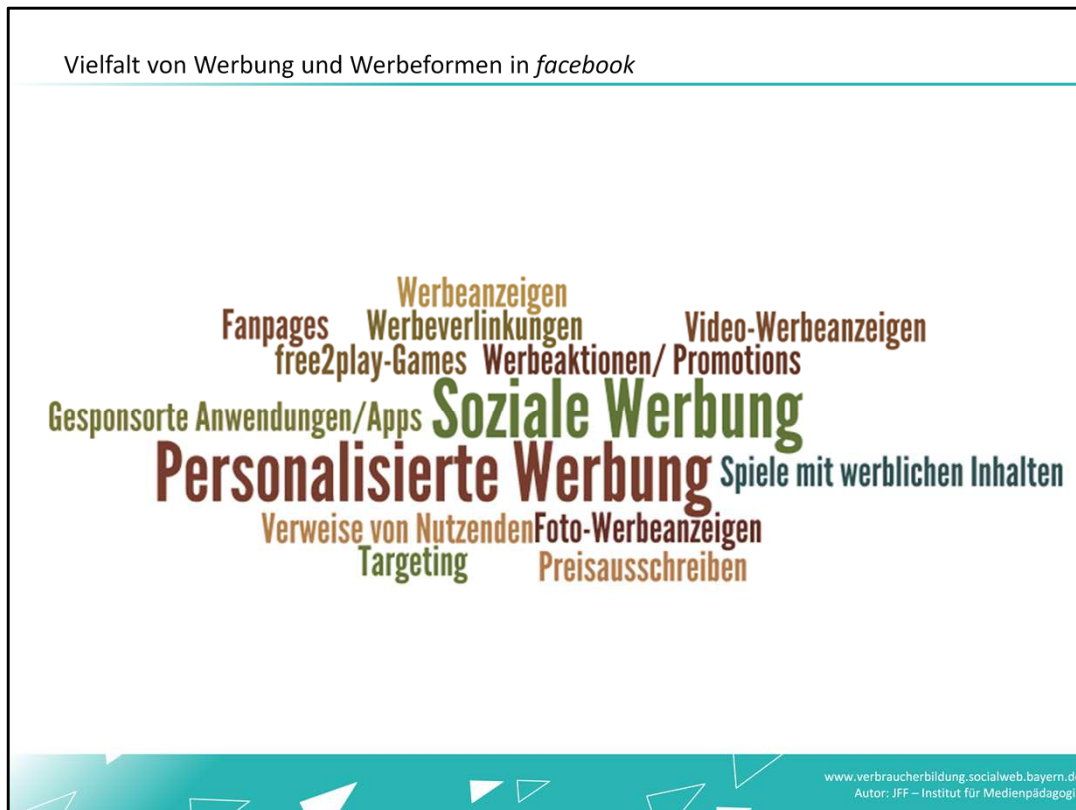 Vielfalt von Werbung und Werbeformen in facebook
Werbeanzeigen
Fanpages Werbeverlinkungen Video-Werbeanzeigen
free2play-Games Werbeaktionen/ Promotions
Gesponsorte Anwendungen/Apps Soziale Werbung
Personalisierte Werbung Spiele mit werblichen Inhalten
Verweise von Nutzenden Foto-Werbeanzeigen
Targeting Preisausschreiben
www.verbraucherbildung.socialweb.bayern.de
Autor: JFF – Institut für Medienpädagogi